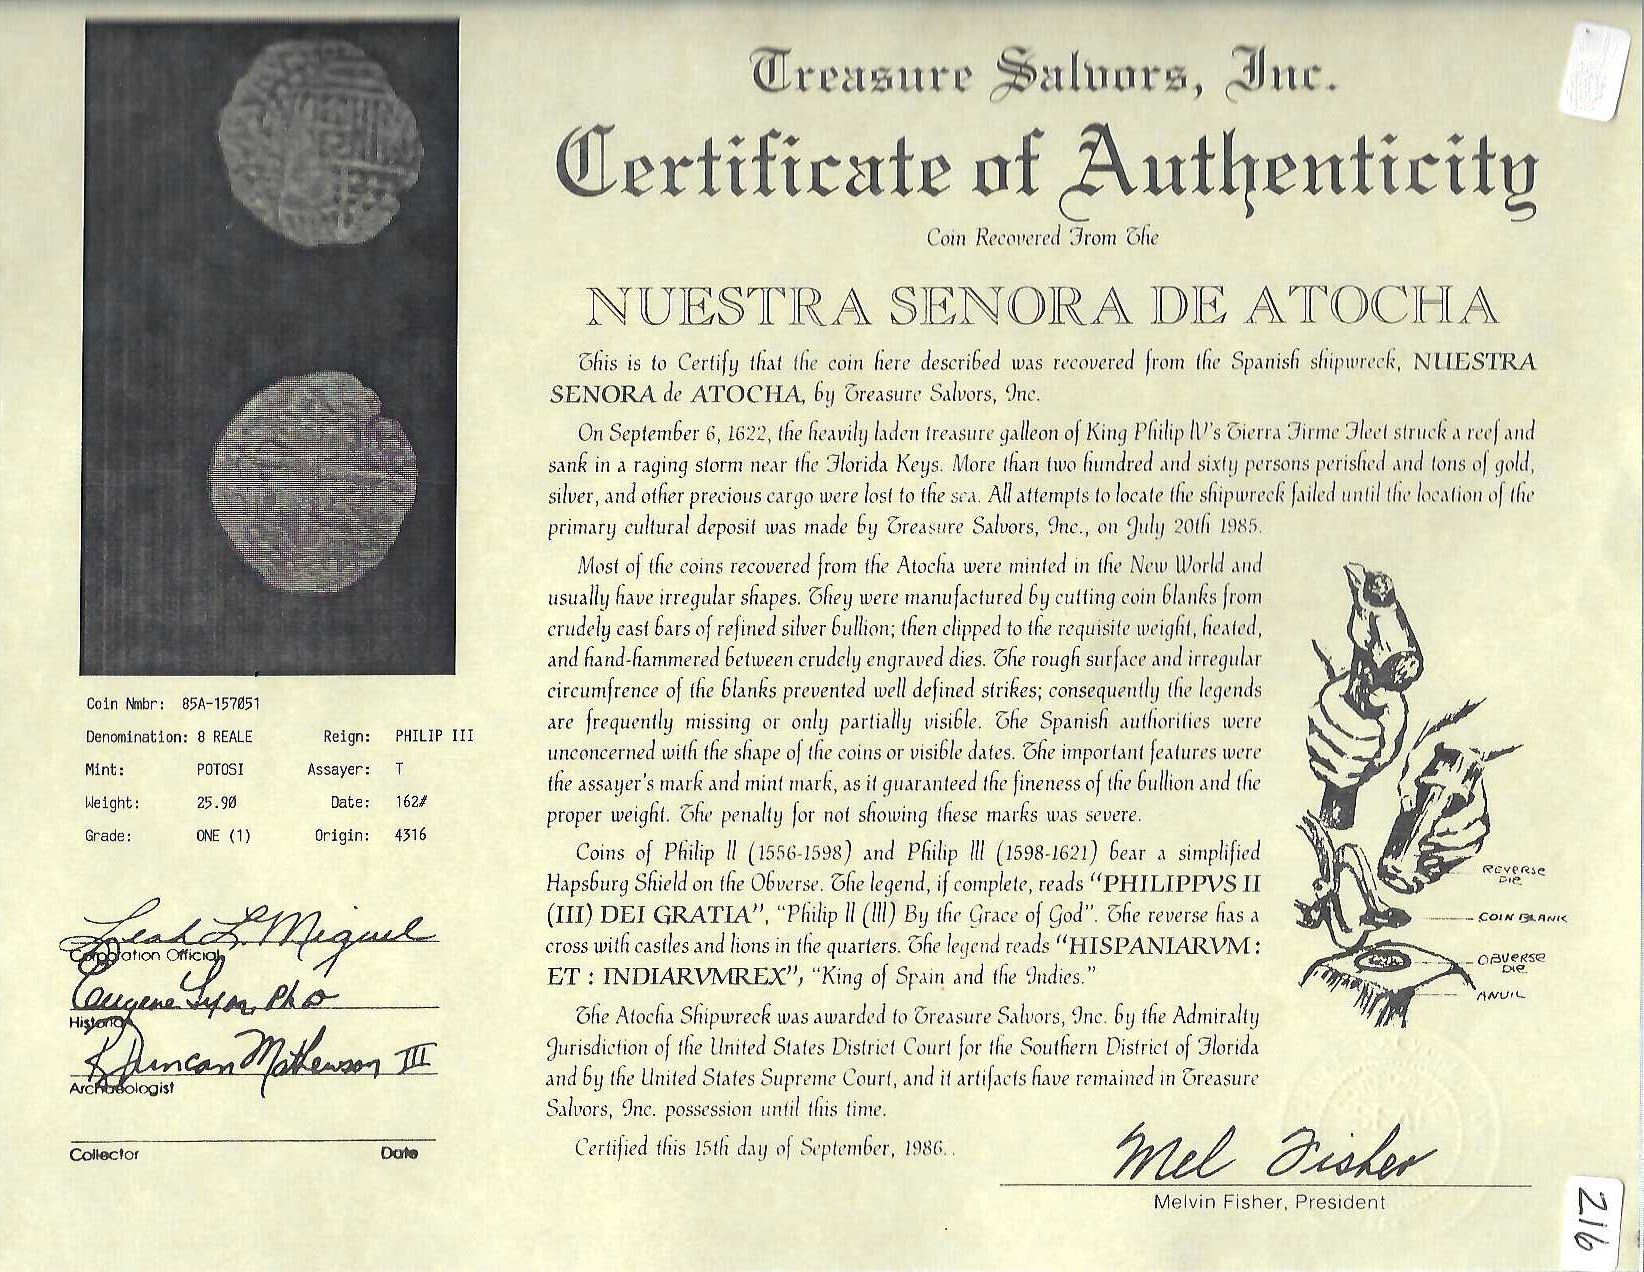 Treasure Salvors, Inc.
Certificate of Authenticity
Coin Recovered From The
NUESTRA SENORA DE ATOCHA
This is to Certify that the coin here described was recovered from the Spanish shipwreck, NUESTRA
SENORA de ATOCHA, by Treasure Salvors, Inc.
On September 6, 1622, the heavily laden treasure galleon of King Philip IV's Tierra Firme Fleet struck a reef and
sank in a raging storm near the Florida Keys. More than two hundred and sixty persons perished and tons of gold,
silver, and other precious cargo were lost to the sea. All attempts to locate the shipwreck failed until the location of the
primary cultural deposit was made by Treasure Salvors, Inc., on July 20th 1985.
Most of the coins recovered from the Atocha were minted in the New World and
usually have irregular shapes. They were manufactured by cutting coin blanks from
crudely cast bars of refined silver bullion; then clipped to the requisite weight, heated,
and hand-hammered between crudely engraved dies. The rough surface and irregular
circumfrence of the blanks prevented well defined strikes; consequently the legends
are frequently missing or only partially visible. The Spanish authorities were
unconcerned with the shape of the coins or visible dates. The important features were
the assayer's mark and mint mark, as it guaranteed the fineness of the bullion and the
proper weight. The penalty for not showing these marks was severe.
Coins of Philip II (1556-1598) and Philip III (1598-1621) bear a simplified
Hapsburg Shield on the Obverse. The legend, if complete, reads "PHILIPPVS II
(III) DEI GRATIA", "Philip II (III) By the Grace of God". The reverse has a
cross with castles and lions in the quarters. The legend reads "HISPANIARVM :
ET : INDIARVMREX", "King of Spain and the Indies."
The Atocha Shipwreck was awarded to Treasure Salvors, Inc. by the Admiralty
Jurisdiction of the United States District Court for the Southern District of Florida
and by the United States Supreme Court, and it artifacts have remained in Treasure
Salvors, Inc. possession until this time.
Certified this 15th day of September, 1986..
Mel Fisher
Melvin Fisher, President
REVERSE
DIE
COIN BLANK
OBVERSE
DIE
ANVIL
Coin Nmbr: 85A-157051
Denomination: 8 REALE Reign: PHILIP III
Mint: POTOSI Assayer: T
Weight: 25.90 Date: 162#
Grade: ONE (1) Origin: 4316
Leah L. Miguel
Corporation Official
Eugene Lyon, PhD
Historian
R Duncan Mathewson III
Archaeologist
Collector Date
216